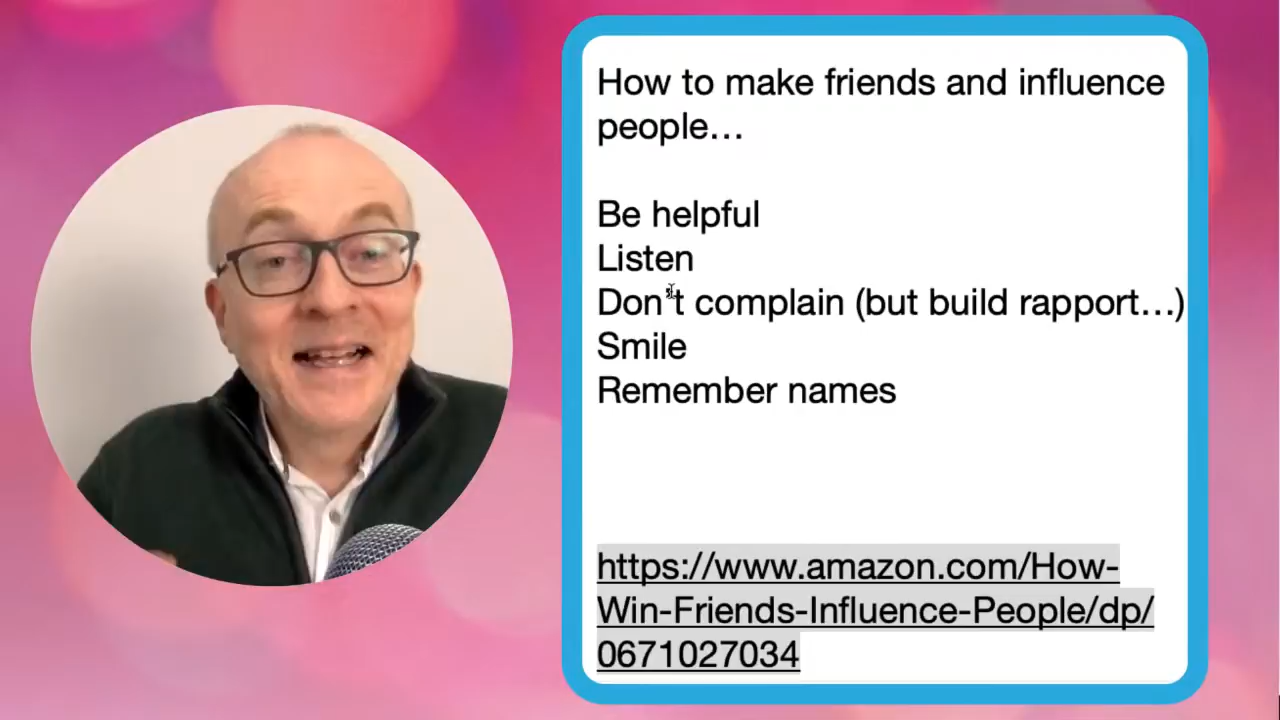 How to make friends and influence
people…
Be helpful
Listen
Don't complain (but build rapport…)
Smile
Remember names
https://www.amazon.com/How-
Win-Friends-Influence-People/dp/
0671027034